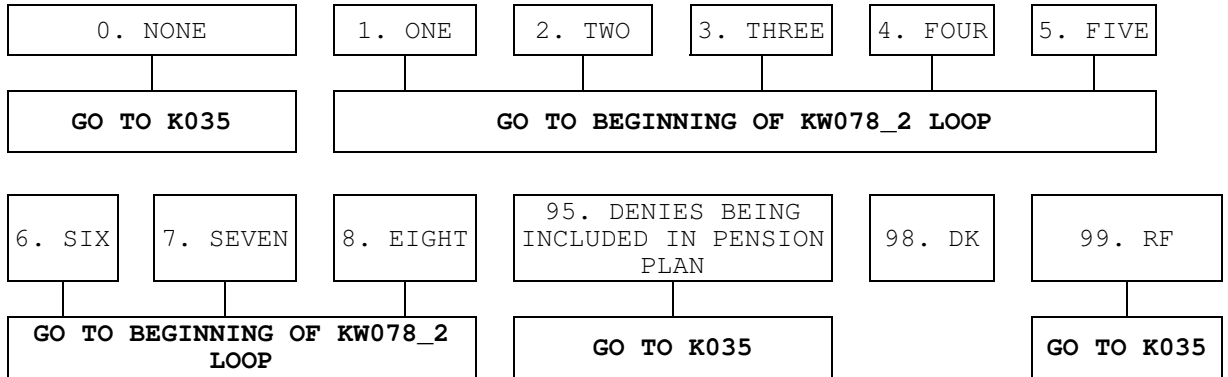 0. NONE 1. ONE 2. TWO 3. THREE 4. FOUR 5. FIVE
GO TO K035 GO TO BEGINNING OF KW078_2 LOOP
6. SIX 7. SEVEN 8. EIGHT 95. DENIES BEING INCLUDED IN PENSION PLAN 98. DK 99. RF
GO TO BEGINNING OF KW078_2 LOOP GO TO K035 GO TO K035